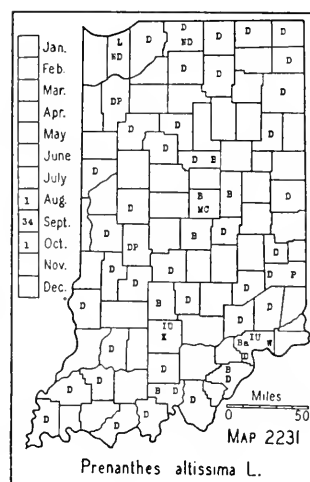 Jan.
Feb.
Mar.
Apr.
May
June
July
1 Aug.
34 Sept.
1 Oct.
Nov.
Dec.
L D D D D D
ND ND
D D D
DP
D D
D
D B
D B B D
MC
D
D B D
DP
D D D P
D
D B D D D
IU IU
K Ba W
D D
B
D D D
D D B D D
D D D
Miles
0 50
MAP 2231
Prenanthes altissima L.